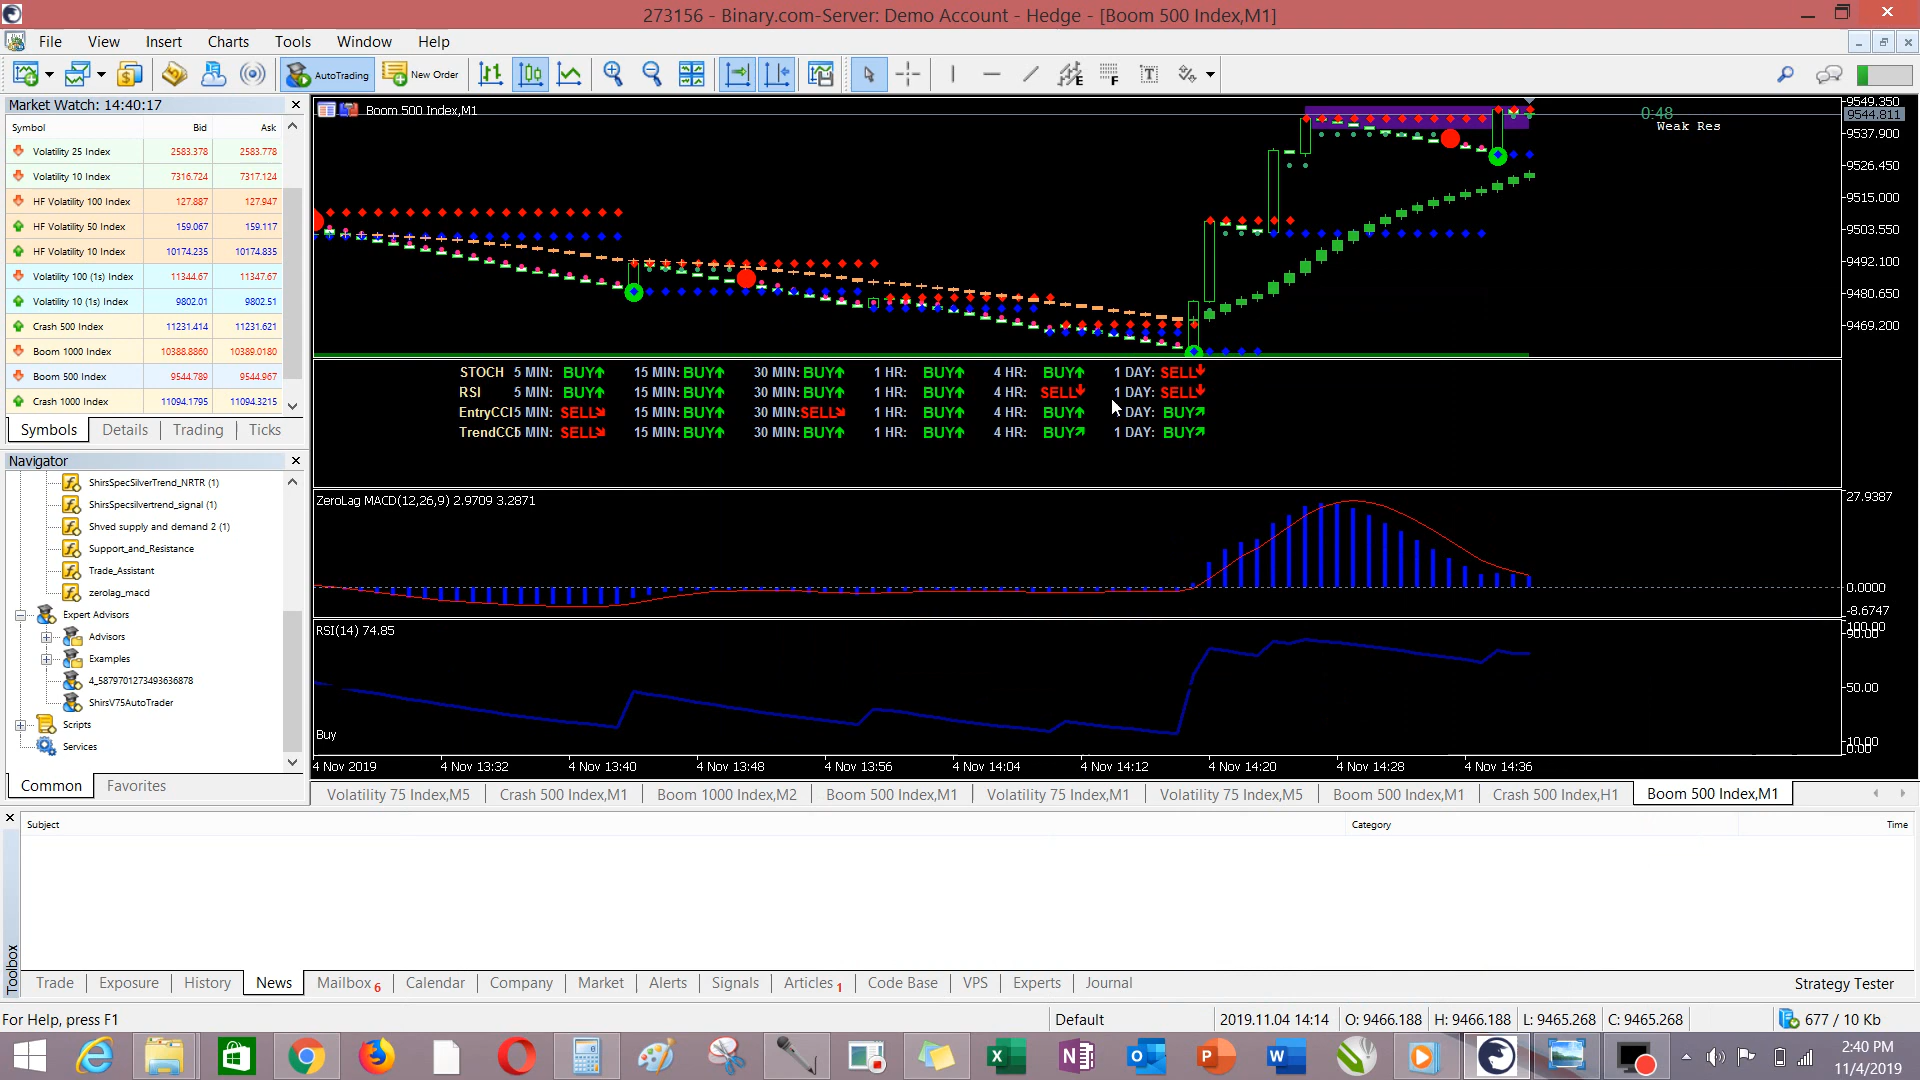 273156 - Binary.com-Server: Demo Account - Hedge - [Boom 500 Index,M1]
File View Insert Charts Tools Window Help
AutoTrading New Order E F T
Market Watch: 14:40:17
Symbol Bid Ask
Volatility 25 Index 2583.378 2583.778
Volatility 10 Index 7316.724 7317.124
HF Volatility 100 Index 127.887 127.947
HF Volatility 50 Index 159.067 159.117
HF Volatility 10 Index 10174.235 10174.835
Volatility 100 (1s) Index 11344.67 11347.67
Volatility 10 (1s) Index 9802.01 9802.51
Crash 500 Index 11231.414 11231.621
Boom 1000 Index 10388.8860 10389.0180
Boom 500 Index 9544.789 9544.967
Crash 1000 Index 11094.1795 11094.3215
Symbols Details Trading Ticks
Navigator
ShirsSpecSilverTrend_NRTR (1)
ShirsSpecsilvertrend_signal (1)
Shved supply and demand 2 (1)
Support_and_Resistance
Trade_Assistant
zerolag_macd
Expert Advisors
Advisors
Examples
4_5879701273493636878
ShirsV75AutoTrader
Scripts
Services
Common Favorites
Boom 500 Index,M1
0:48
Weak Res
9549.350
9544.811
9537.900
9526.450
9515.000
9503.550
9492.100
9480.650
9469.200
STOCH 5 MIN: BUY 15 MIN: BUY 30 MIN: BUY 1 HR: BUY 4 HR: BUY 1 DAY: SELL
RSI 5 MIN: BUY 15 MIN: BUY 30 MIN: BUY 1 HR: BUY 4 HR: SELL 1 DAY: SELL
EntryCCI5 MIN: SELL 15 MIN: BUY 30 MIN: SELL 1 HR: BUY 4 HR: BUY 1 DAY: BUY
TrendCC5 MIN: SELL 15 MIN: BUY 30 MIN: BUY 1 HR: BUY 4 HR: BUY 1 DAY: BUY
ZeroLag MACD(12,26,9) 2.9709 3.2871
27.9387
0.0000
-8.6747
RSI(14) 74.85
100.00
90.00
50.00
10.00
0.00
Buy
4 Nov 2019 4 Nov 13:32 4 Nov 13:40 4 Nov 13:48 4 Nov 13:56 4 Nov 14:04 4 Nov 14:12 4 Nov 14:20 4 Nov 14:28 4 Nov 14:36
Volatility 75 Index,M5 Crash 500 Index,M1 Boom 1000 Index,M2 Boom 500 Index,M1 Volatility 75 Index,M1 Volatility 75 Index,M5 Boom 500 Index,M1 Crash 500 Index,H1 Boom 500 Index,M1
Subject Category Time
Toolbox
Trade Exposure History News Mailbox 6 Calendar Company Market Alerts Signals Articles 1 Code Base VPS Experts Journal Strategy Tester
For Help, press F1 Default 2019.11.04 14:14 O: 9466.188 H: 9466.188 L: 9465.268 C: 9465.268 677 / 10 Kb
2:40 PM
11/4/2019